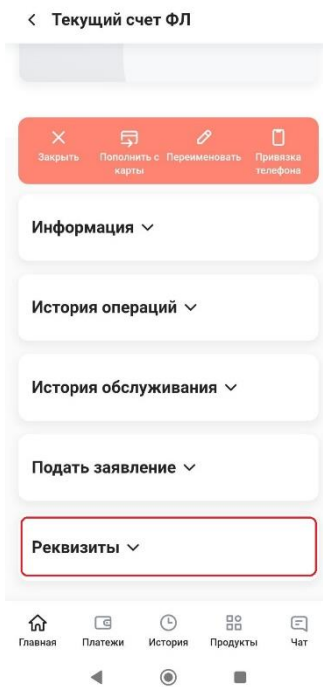 Текущий счет ФЛ
Закрыть
Пополнить с
карты
Переименовать
Привязка
телефона
Информация
История операций
История обслуживания
Подать заявление
Реквизиты
Главная
Платежи
История
Продукты
Чат